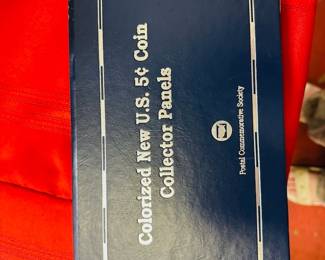 Colorized New U.S. 5¢ Coin
Collector Panels
Postal Commemorative Society